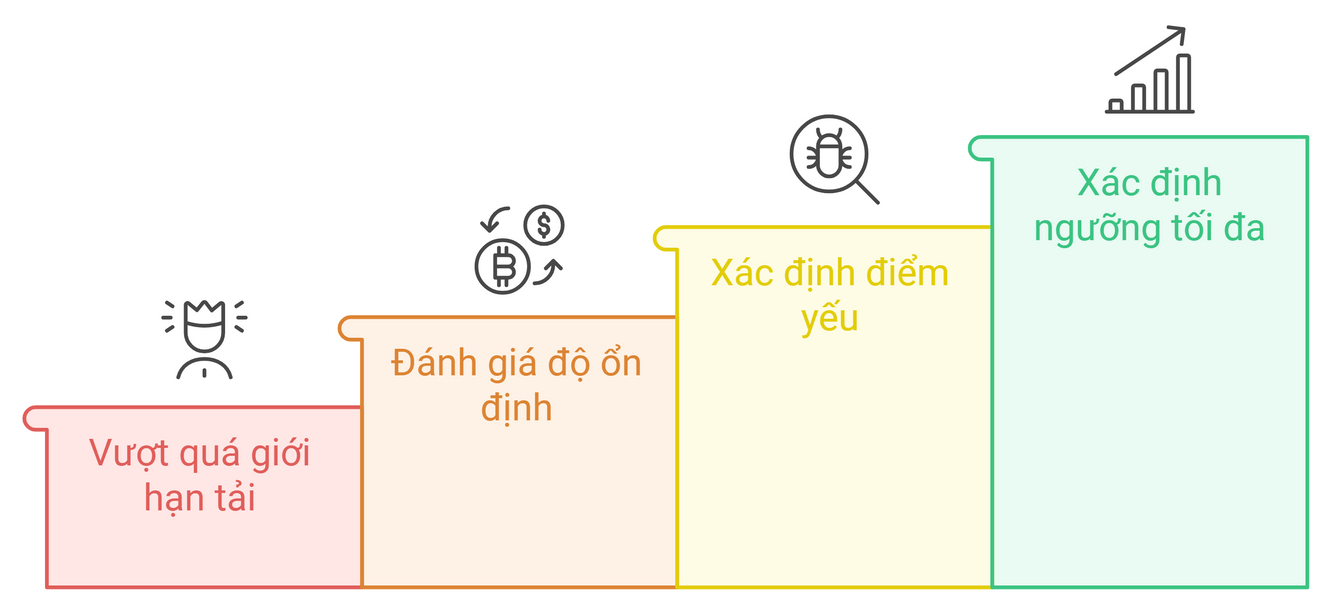 Vượt quá giới
hạn tải
Đánh giá độ ổn
định
Xác định điểm
yếu
Xác định
ngưỡng tối đa